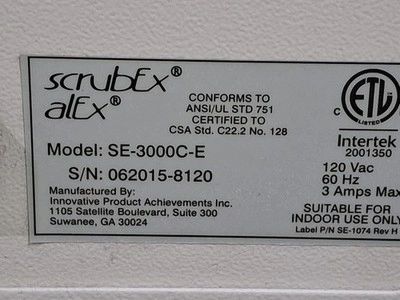 scrubEx®
alEx®
CONFORMS TO
ANSI/UL STD 751
CERTIFIED TO
CSA Std. C22.2 No. 128
C ETL
LISTED
Intertek
2001350
Model: SE-3000C-E
S/N: 062015-8120
120 Vac
60 Hz
3 Amps Max
Manufactured By:
Innovative Product Achievements Inc.
1105 Satellite Boulevard, Suite 300
Suwanee, GA 30024
SUITABLE FOR
INDOOR USE ONLY
Label P/N SE-1074 Rev H